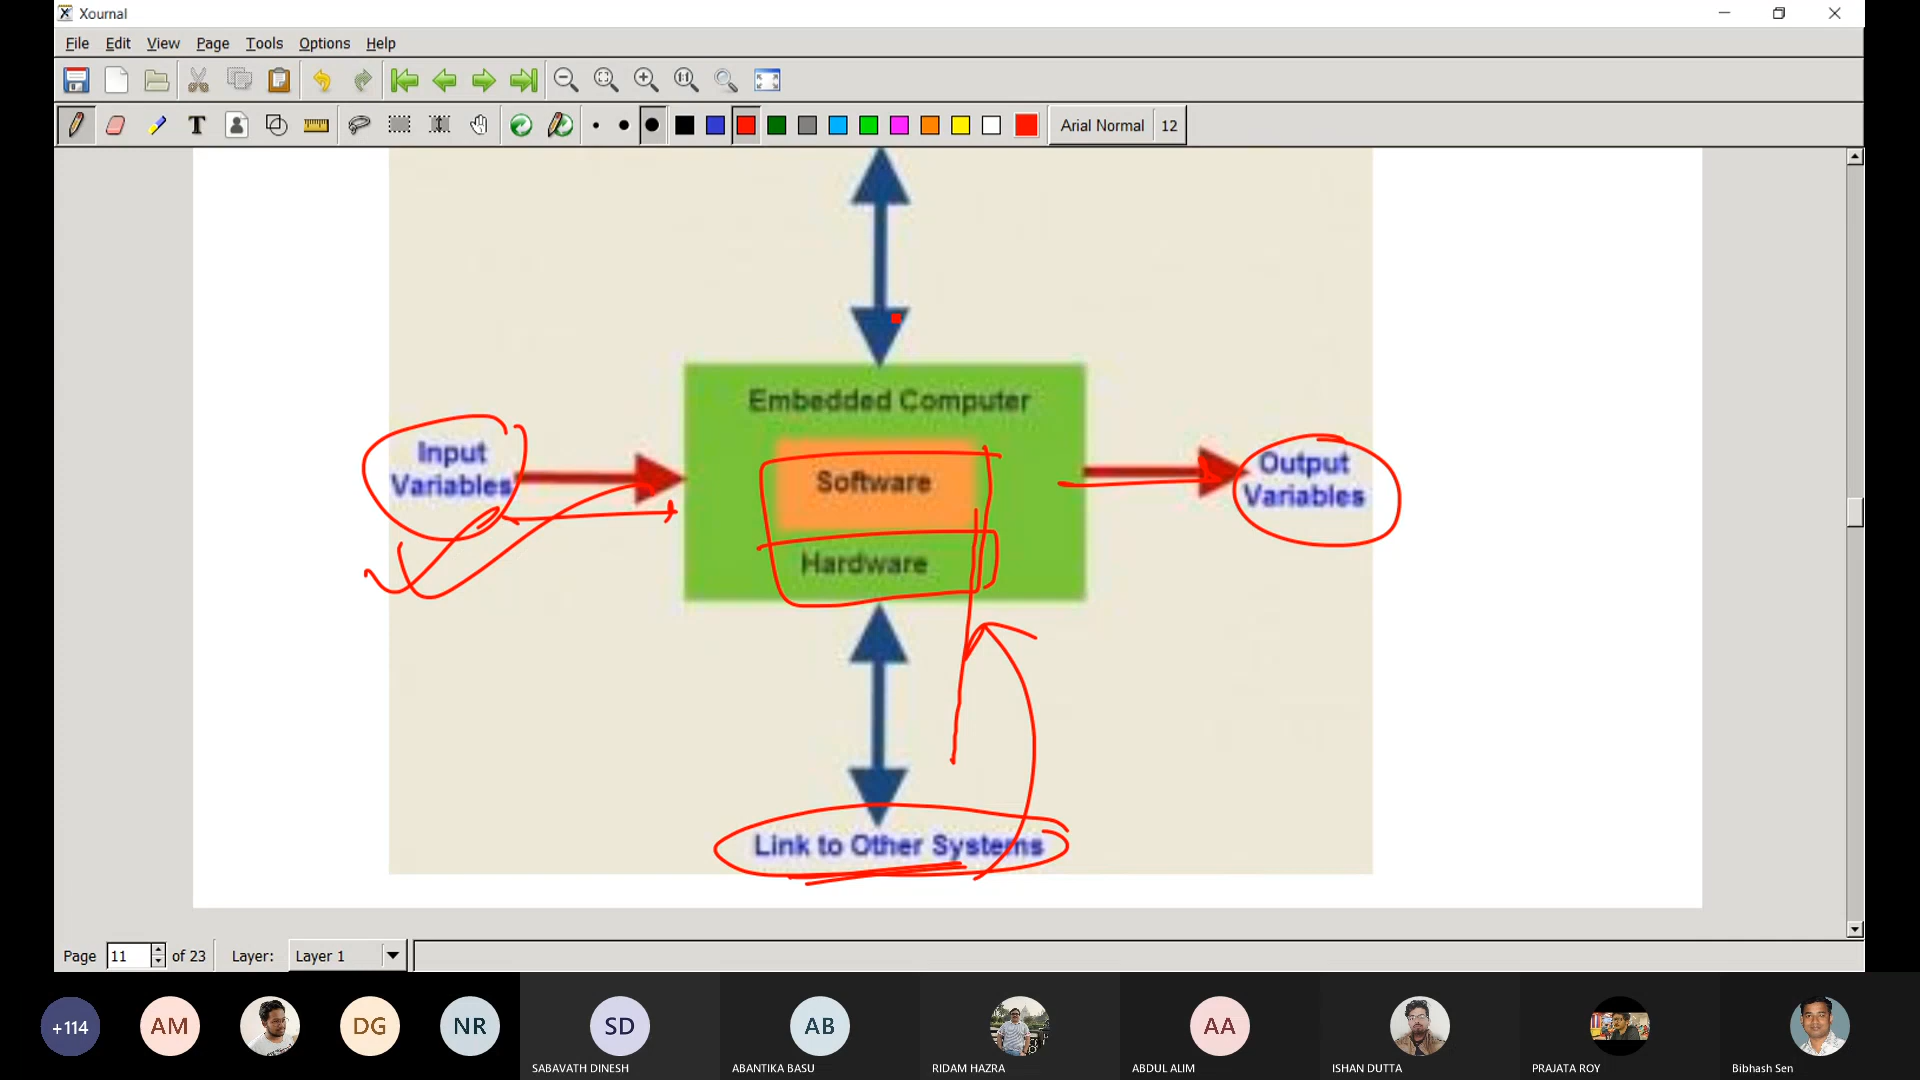 Xournal
File Edit View Page Tools Options Help
T Arial Normal 12
Embedded Computer
Input
Variables
Software
Hardware
Output
Variables
Link to Other Systems
Page 11 of 23 Layer: Layer 1
+114 AM DG NR SD AB AA
SABAVATH DINESH ABANTIKA BASU RIDAM HAZRA ABDUL ALIM ISHAN DUTTA PRAJATA ROY Bibhash Sen